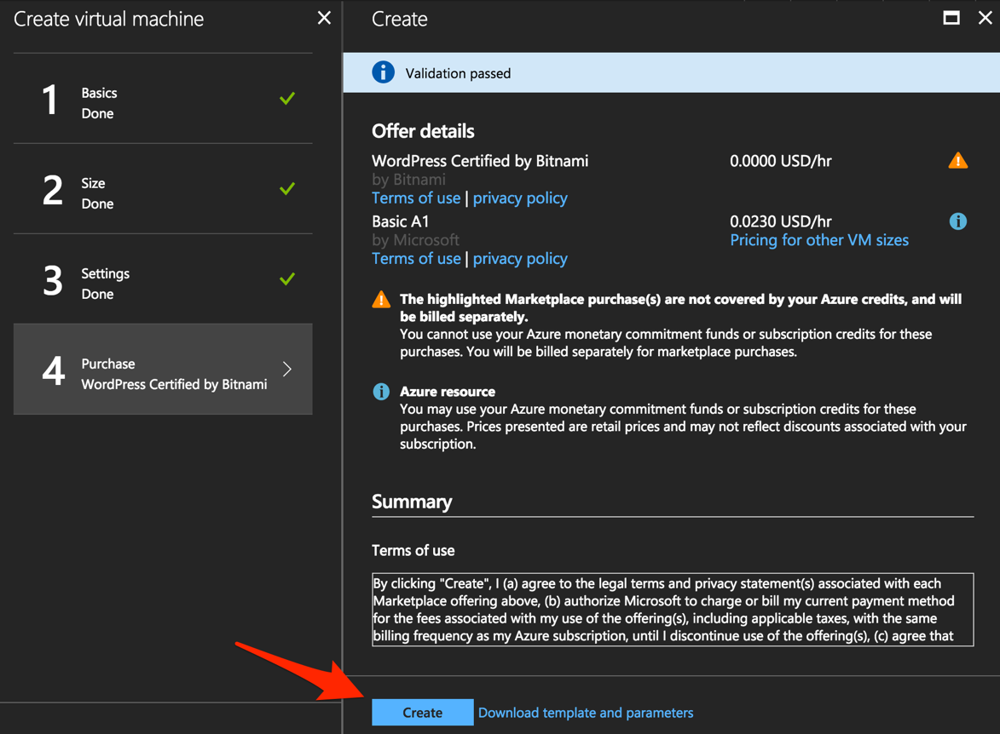 Create virtual machine
1
Basics
Done
2
Size
Done
3
Settings
Done
4
Purchase
WordPress Certified by Bitnami
Create
Validation passed
Offer details
WordPress Certified by Bitnami 0.0000 USD/hr
by Bitnami
Terms of use | privacy policy
Basic A1 0.0230 USD/hr
by Microsoft Pricing for other VM sizes
Terms of use | privacy policy
The highlighted Marketplace purchase(s) are not covered by your Azure credits, and will
be billed separately.
You cannot use your Azure monetary commitment funds or subscription credits for these
purchases. You will be billed separately for marketplace purchases.
Azure resource
You may use your Azure monetary commitment funds or subscription credits for these
purchases. Prices presented are retail prices and may not reflect discounts associated with your
subscription.
Summary
Terms of use
By clicking "Create", I (a) agree to the legal terms and privacy statement(s) associated with each
Marketplace offering above, (b) authorize Microsoft to charge or bill my current payment method
for the fees associated with my use of the offering(s), including applicable taxes, with the same
billing frequency as my Azure subscription, until I discontinue use of the offering(s), (c) agree that
Create Download template and parameters